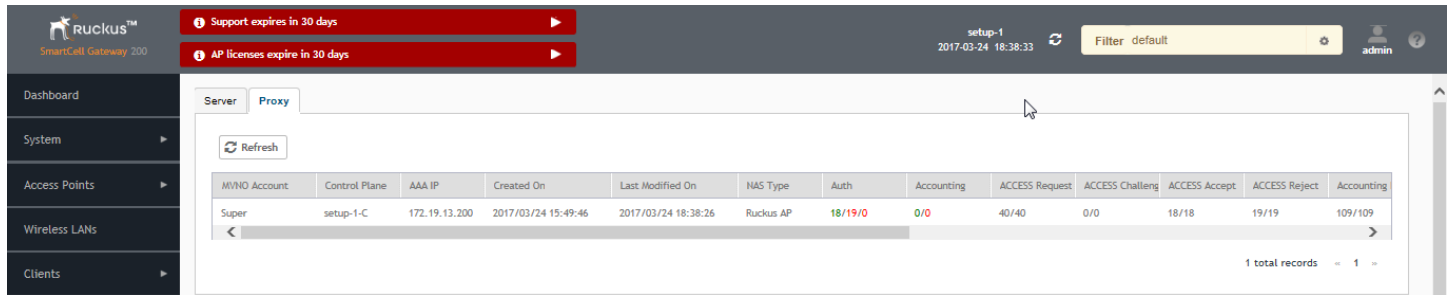 Ruckus™
SmartCell Gateway 200
Support expires in 30 days
AP licenses expire in 30 days
setup-1
2017-03-24 18:38:33
Filter default
admin
Dashboard
System
Access Points
Wireless LANs
Clients
Server Proxy
Refresh
MVNO Account Control Plane AAA IP Created On Last Modified On NAS Type Auth Accounting ACCESS Request ACCESS Challeng ACCESS Accept ACCESS Reject Accounting
Super setup-1-C 172.19.13.200 2017/03/24 15:49:46 2017/03/24 18:38:26 Ruckus AP 18/19/0 0/0 40/40 0/0 18/18 19/19 109/109
1 total records « 1 »